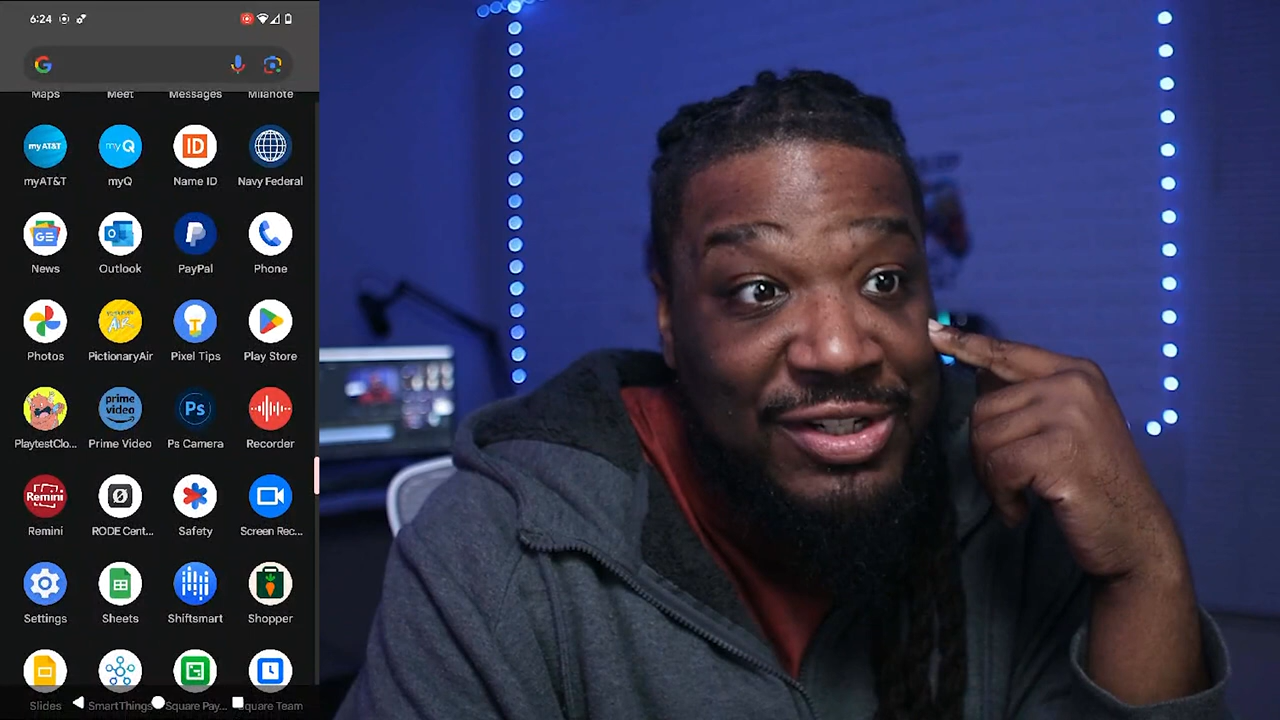 6:24
Maps Meet Messages Milanote
myAT&T myQ ID
myAT&T myQ Name ID Navy Federal
GE
News Outlook PayPal Phone
AIR
Photos PictionaryAir Pixel Tips Play Store
prime video Ps
PlaytestClo... Prime Video Ps Camera Recorder
Remini
Remini RODE Cent... Safety Screen Rec...
Settings Sheets Shiftsmart Shopper
Slides SmartThings Square Pay... Square Team